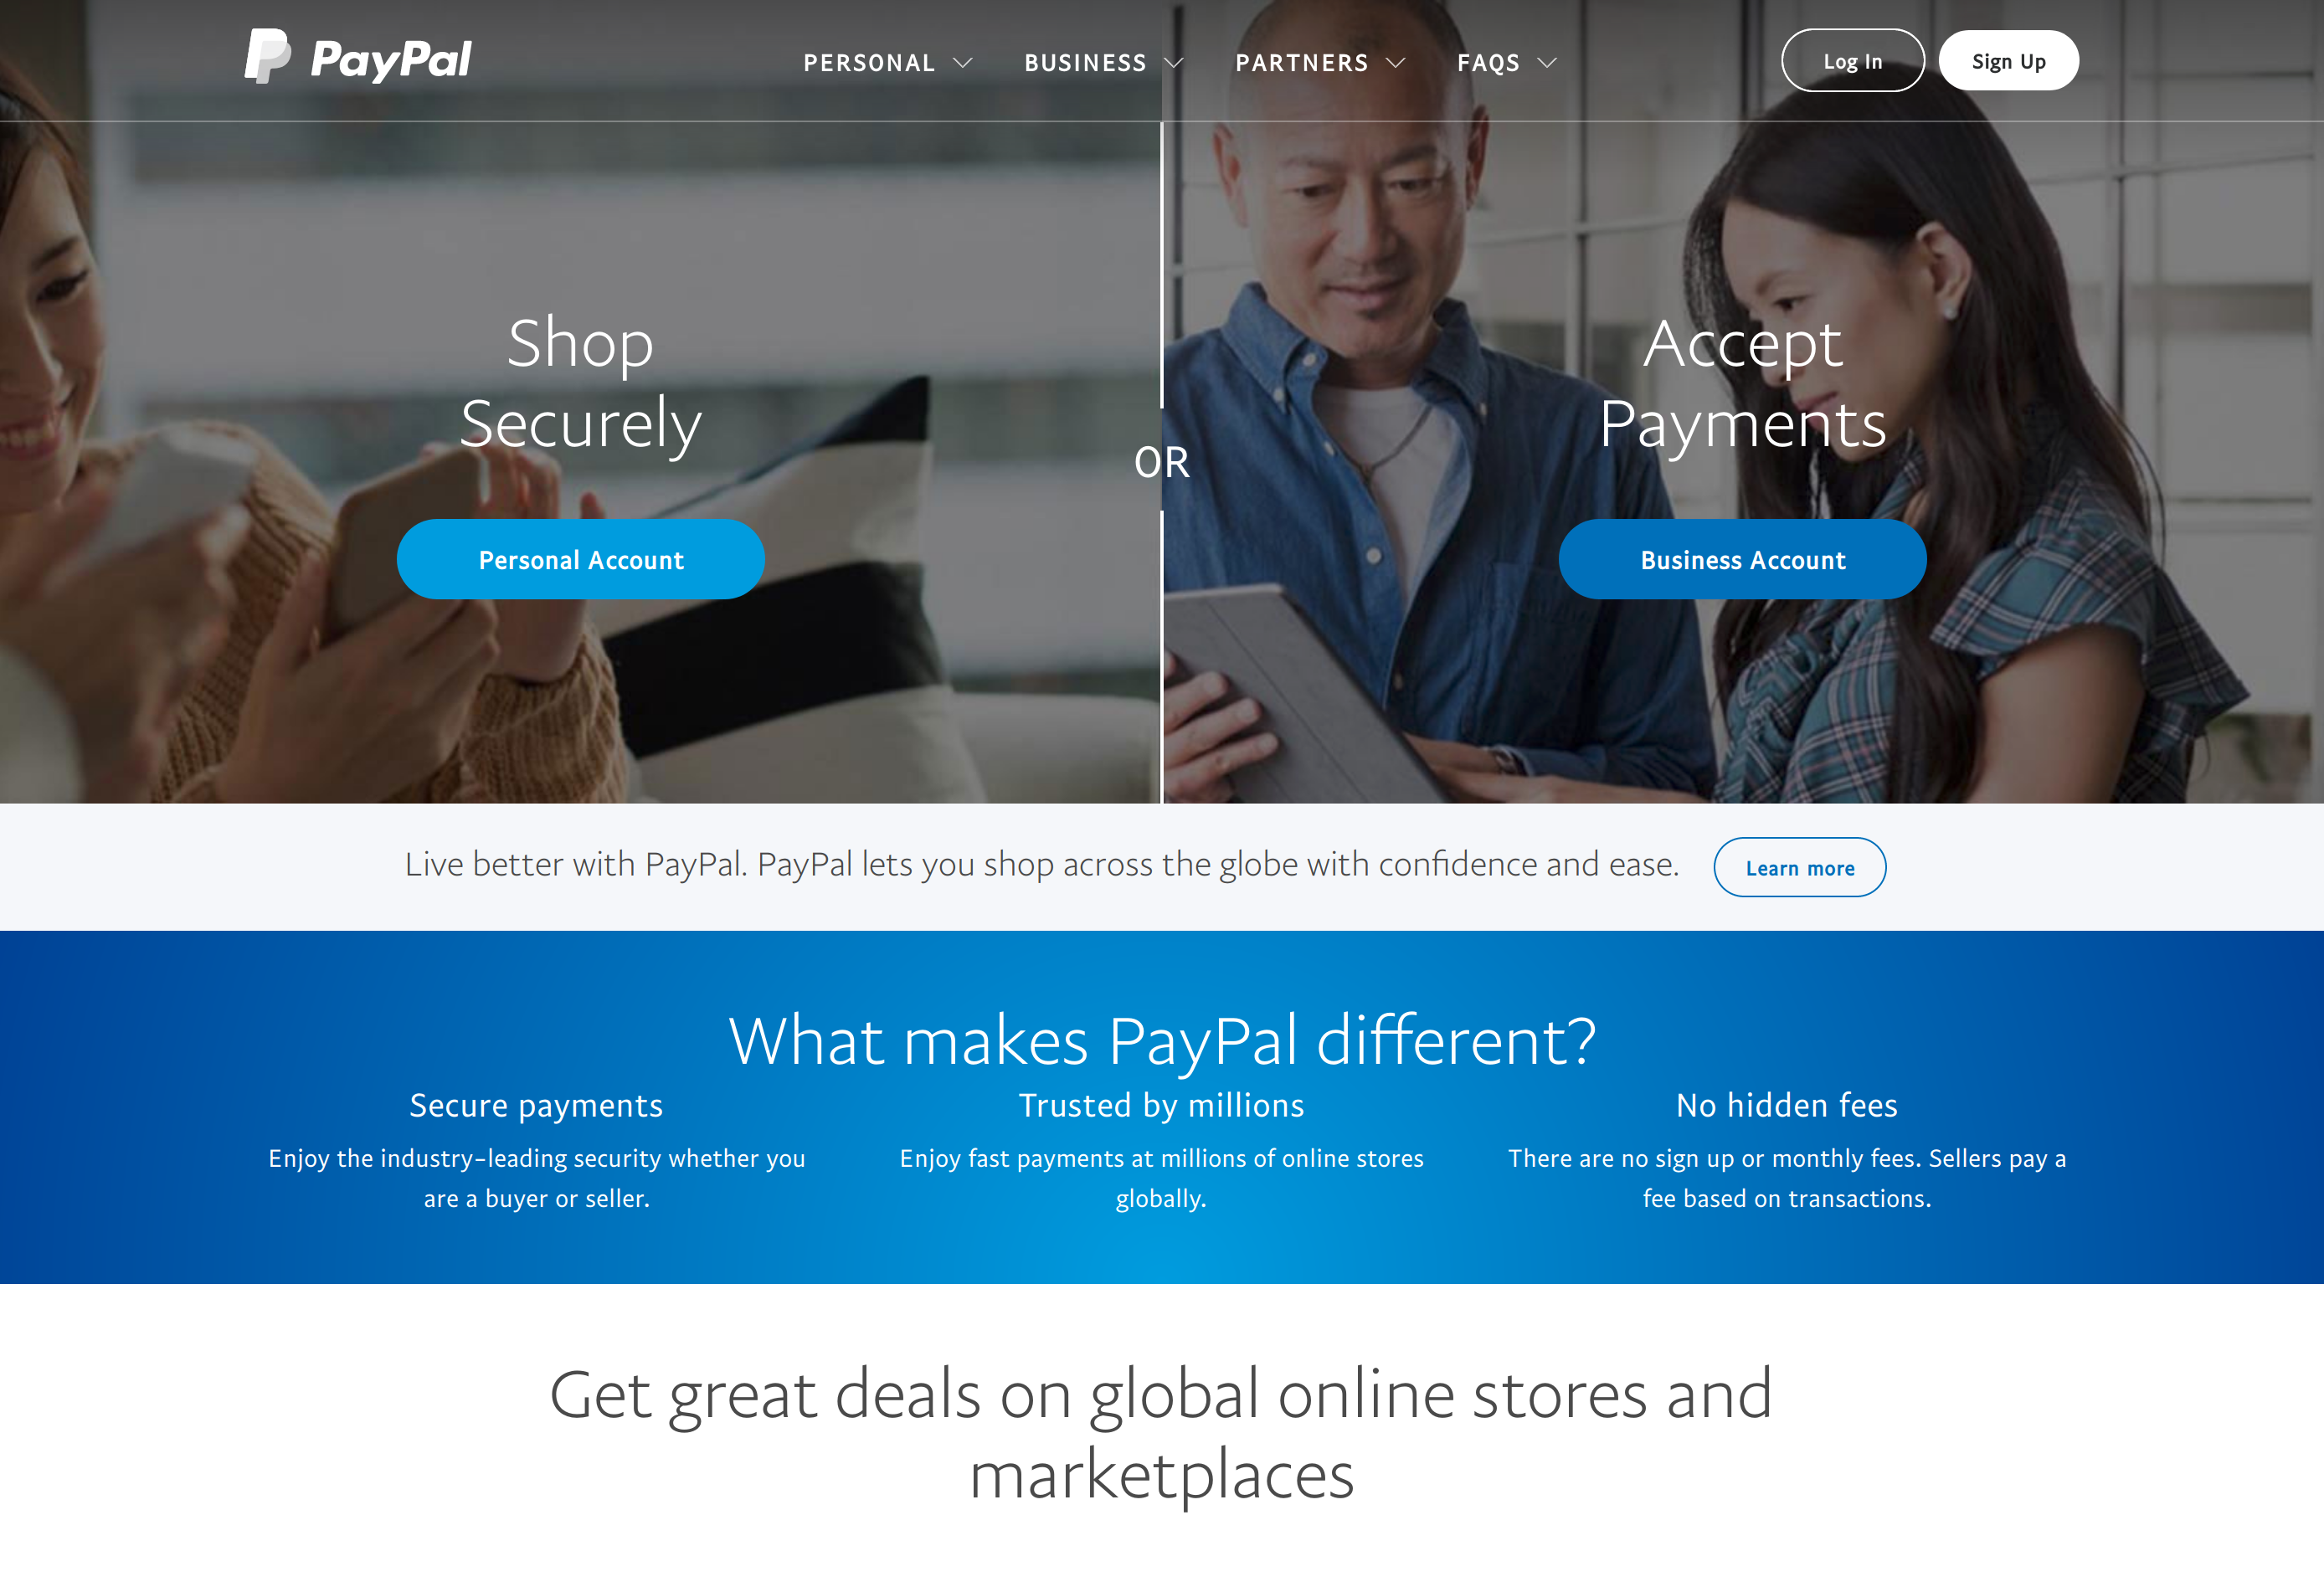 PayPal
PERSONAL
BUSINESS
PARTNERS
FAQS
Log In
Sign Up
Shop
Securely
Personal Account
OR
Accept
Payments
Business Account
Live better with PayPal. PayPal lets you shop across the globe with confidence and ease.
Learn more
What makes PayPal different?
Secure payments
Enjoy the industry-leading security whether you
are a buyer or seller.
Trusted by millions
Enjoy fast payments at millions of online stores
globally.
No hidden fees
There are no sign up or monthly fees. Sellers pay a
fee based on transactions.
Get great deals on global online stores and
marketplaces